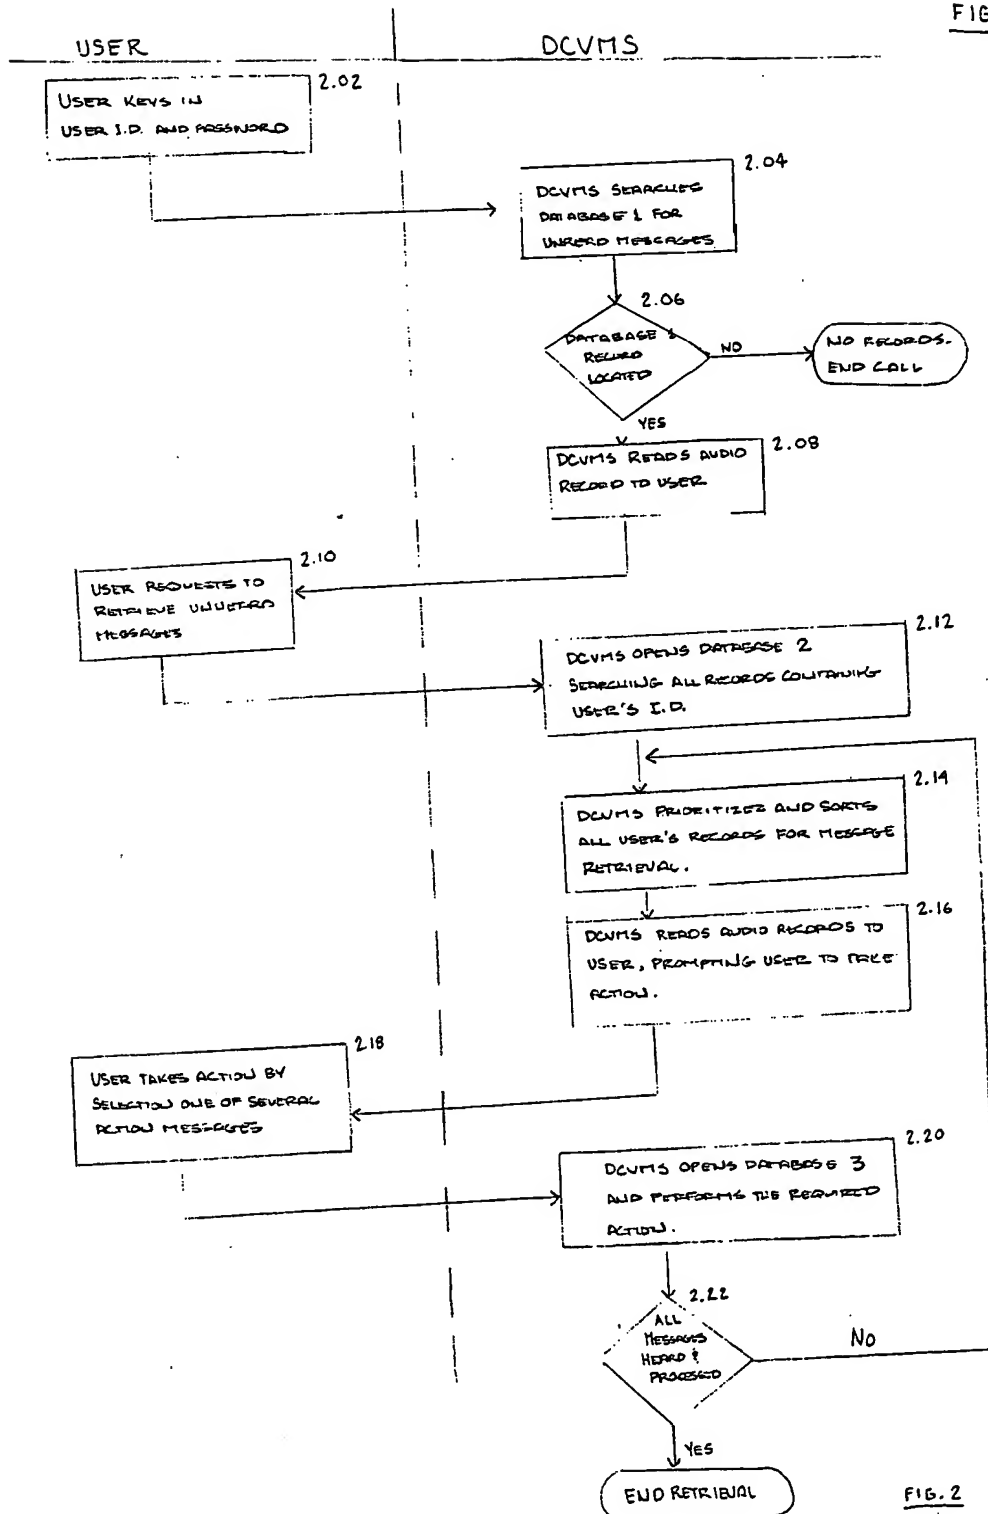 FIG
USER
DCVMS
2.02
USER KEYS IN
USER I.D. AND PASSWORD
2.04
DCVMS SEARCHES
DATABASE 1 FOR
UNREAD MESSAGES
2.06
DATABASE 1
RECORD
LOCATED
NO
NO RECORDS.
END CALL
YES
2.08
DCVMS READS AUDIO
RECORD TO USER
2.10
USER REQUESTS TO
RETRIEVE UNHEARD
MESSAGES
2.12
DCVMS OPENS DATABASE 2
SEARCHING ALL RECORDS CONTAINING
USER'S I.D.
2.14
DCVMS PRIORITIZEZ AND SORTS
ALL USER'S RECORDS FOR MESSAGE
RETRIEVAL.
2.16
DCVMS READS AUDIO RECORDS TO
USER, PROMPTING USER TO TAKE
ACTION.
2.18
USER TAKES ACTION BY
SELECTION ONE OF SEVERAL
ACTION MESSAGES
2.20
DCVMS OPENS DATABASE 3
AND PERFORMS THE REQUIRED
ACTION.
2.22
ALL
MESSAGES
HEARD &
PROCESSED
No
YES
END RETRIEVAL
FIG. 2